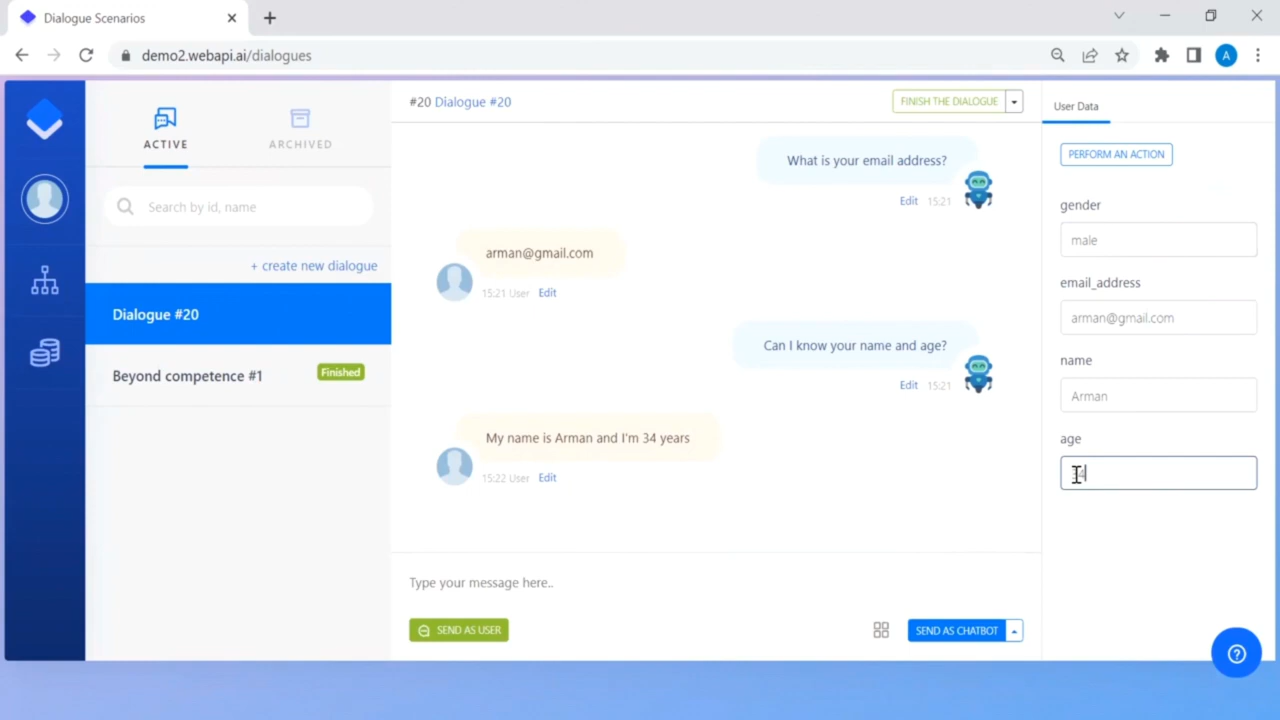 Dialogue Scenarios
demo2.webapi.ai/dialogues
A
ACTIVE
ARCHIVED
Search by id, name
+ create new dialogue
Dialogue #20
Beyond competence #1
Finished
#20 Dialogue #20
FINISH THE DIALOGUE
What is your email address?
Edit 15:21
arman@gmail.com
15:21 User Edit
Can I know your name and age?
Edit 15:21
My name is Arman and I'm 34 years
15:22 User Edit
Type your message here..
SEND AS USER
SEND AS CHATBOT
User Data
PERFORM AN ACTION
gender
male
email_address
arman@gmail.com
name
Arman
age